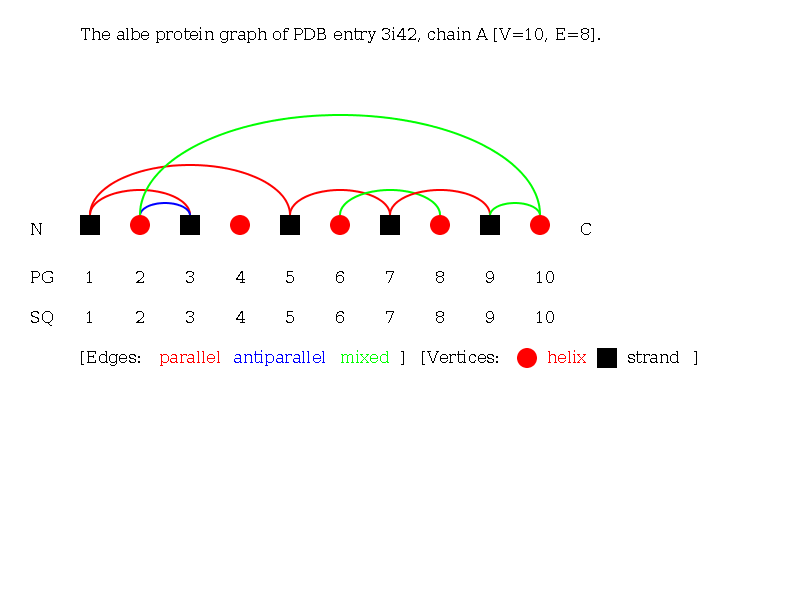 The albe protein graph of PDB entry 3i42, chain A [V=10, E=8].
N C
PG 1 2 3 4 5 6 7 8 9 10
SQ 1 2 3 4 5 6 7 8 9 10
[Edges: parallel antiparallel mixed ] [Vertices: helix strand ]